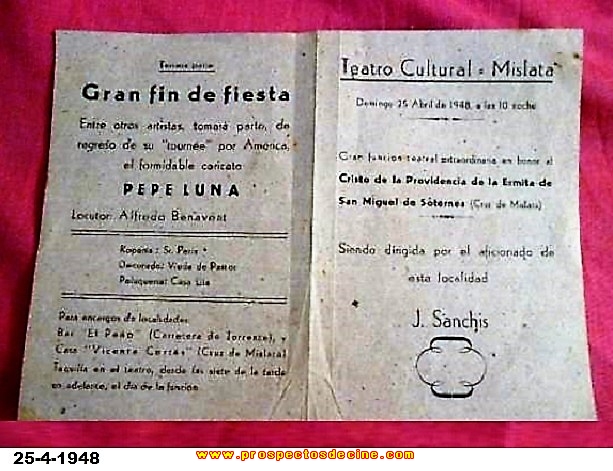 Tercera parte
Gran fin de fiesta
Entre otros artistas, tomará parte, de
regreso de su "tournée" por América,
el formidable caricato
PEPE LUNA
Locutor: Alfredo Benavent
Ropería: Sr. Peris
Decorado: Viuda de Pastor
Peluquería: Casa
Para encargos de localidades:
Bar "El " (Carretera de Torrente), y
Casa "Vicente Cortés" (Cruz de Mislata)
Taquilla en el teatro, desde las siete de la tarde
en adelante, el día de la función.
Teatro Cultural - Mislata
Domingo 25 Abril de 1948, a las 10 noche
Gran función teatral extraordinaria en honor al
Cristo de la Providencia de la Ermita de
San Miguel de Sóternes (Cruz de Mislata)
Siendo dirigida por el aficionado de
esta localidad
J. Sanchis
25-4-1948
www.prospectosdecine.com